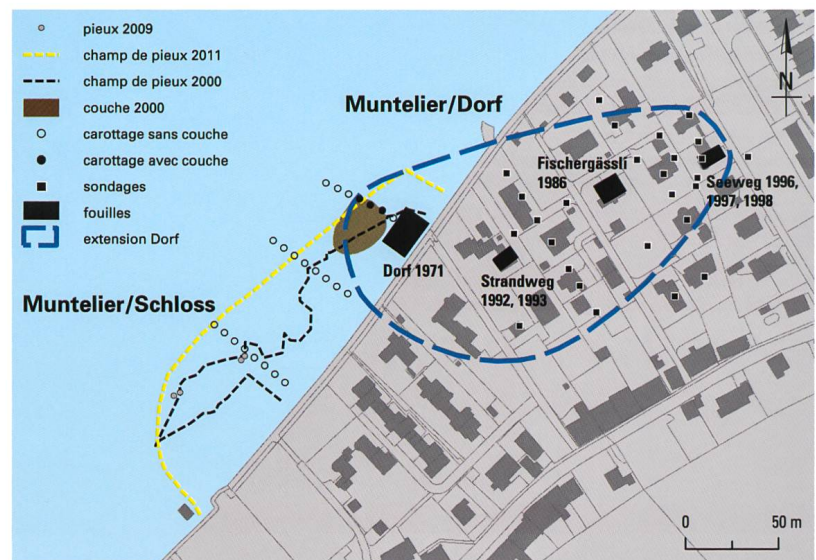 pieux 2009
champ de pieux 2011
champ de pieux 2000
couche 2000
carottage sans couche
carottage avec couche
sondages
fouilles
extension Dorf
Muntelier/Dorf
N
Fischergässli
1986
Seeweg 1996,
1997, 1998
Dorf 1971
Strandweg
1992, 1993
Muntelier/Schloss
0 50 m